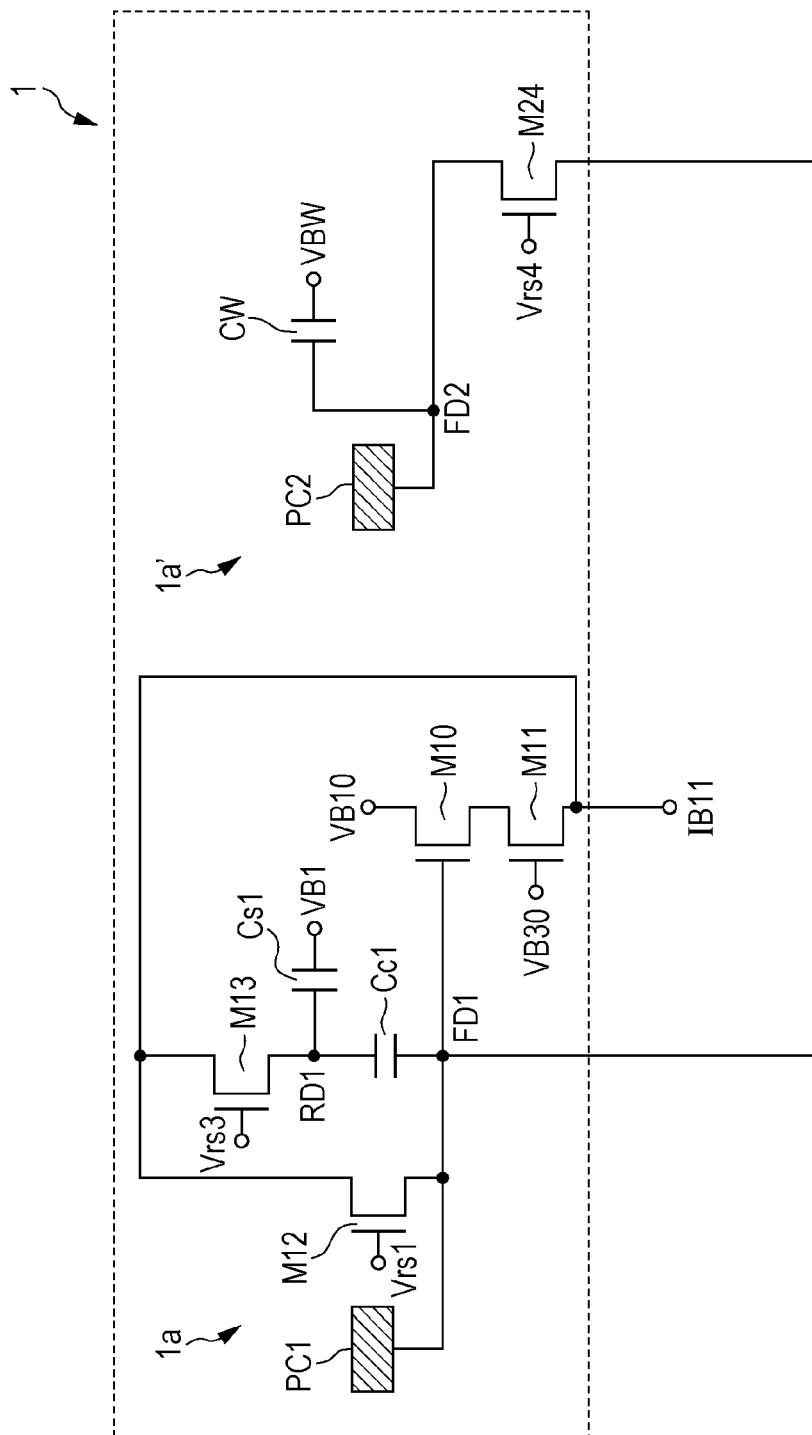 1
1a
PC1
M12
Vrs1
Vrs3
M13
RD1
Cs1
VB1
Cc1
FD1
VB10
M10
M11
VB30
IB11
1a'
PC2
CW
VBW
FD2
Vrs4
M24